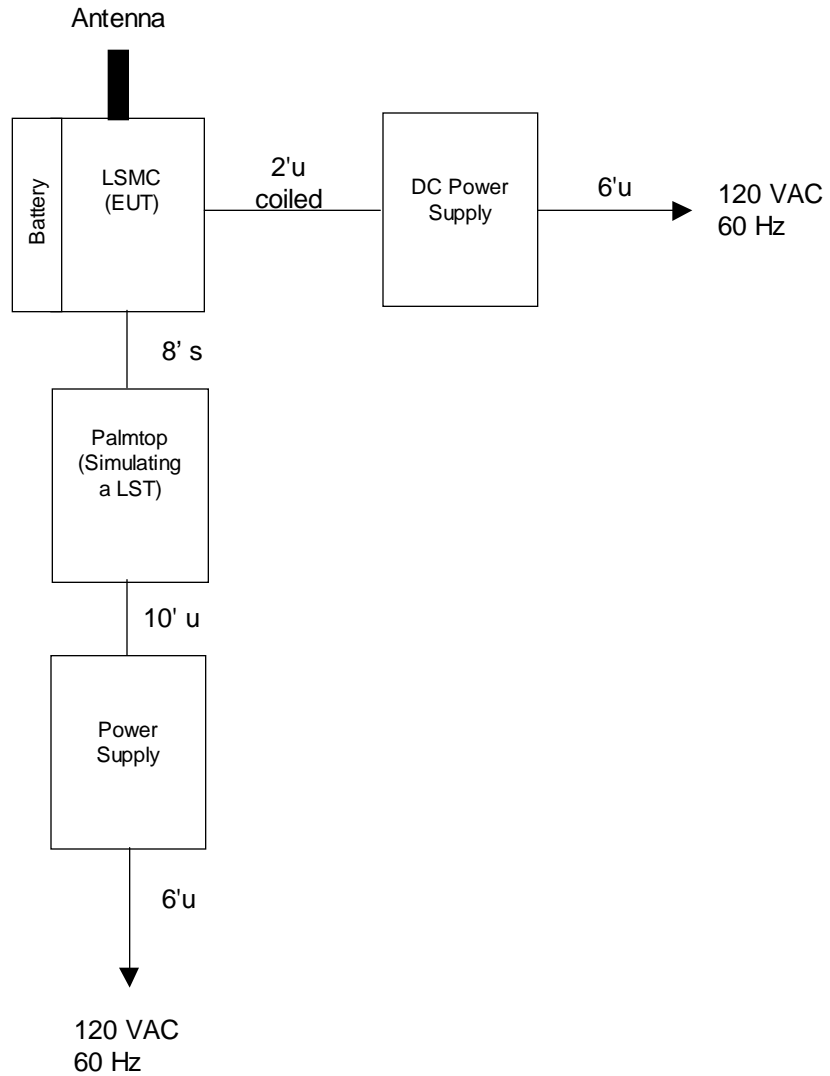 Antenna
Battery
LSMC
(EUT)
2'u
coiled
DC Power
Supply
6'u
120 VAC
60 Hz
8’ s
Palmtop
(Simulating
a LST)
10' u
Power
Supply
6'u
120 VAC
60 Hz